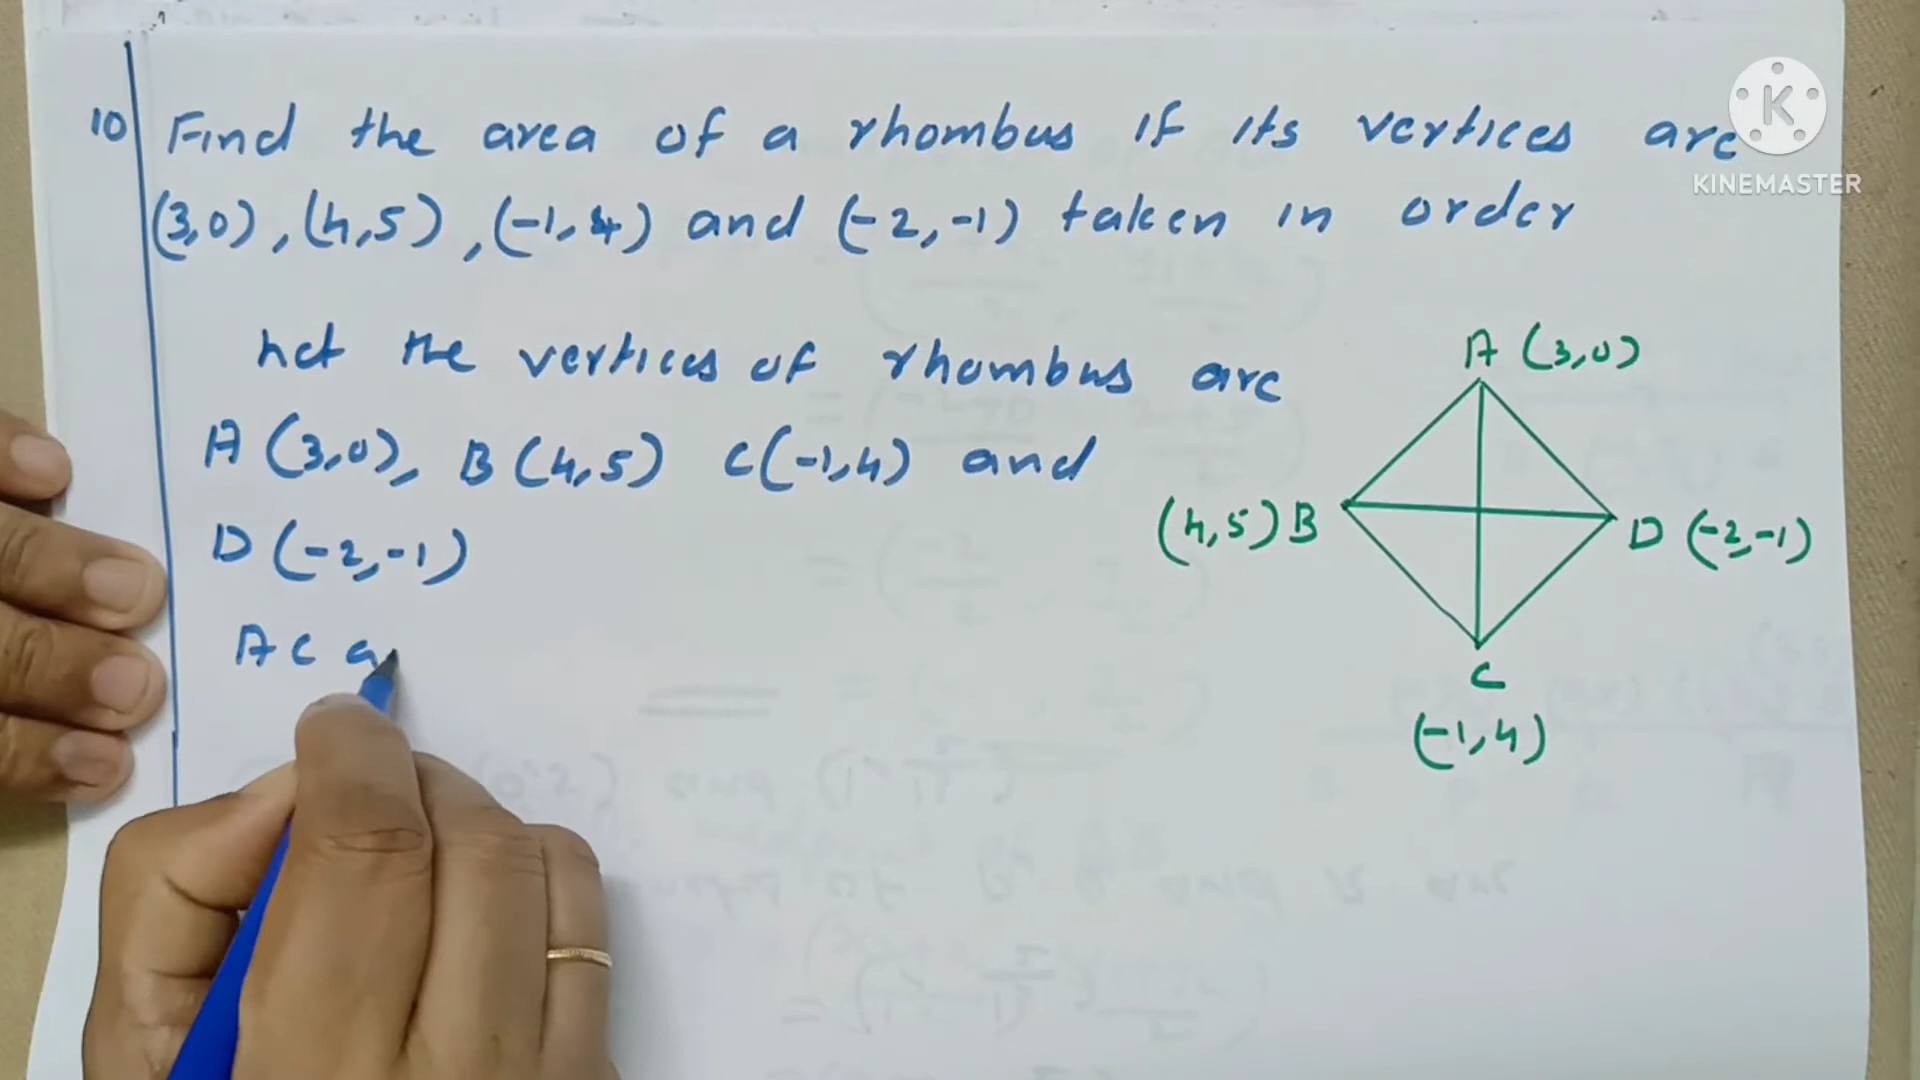 10 Find the area of a rhombus if its vertices are
(3,0), (4,5), (-1,4) and (-2,-1) taken in order
Let the vertices of rhombus are
A (3,0), B (4,5) C(-1,4) and
D (-2,-1)
AC a
A (3,0)
(4,5) B
D (-2,-1)
C
(-1,4)
K
KINEMASTER